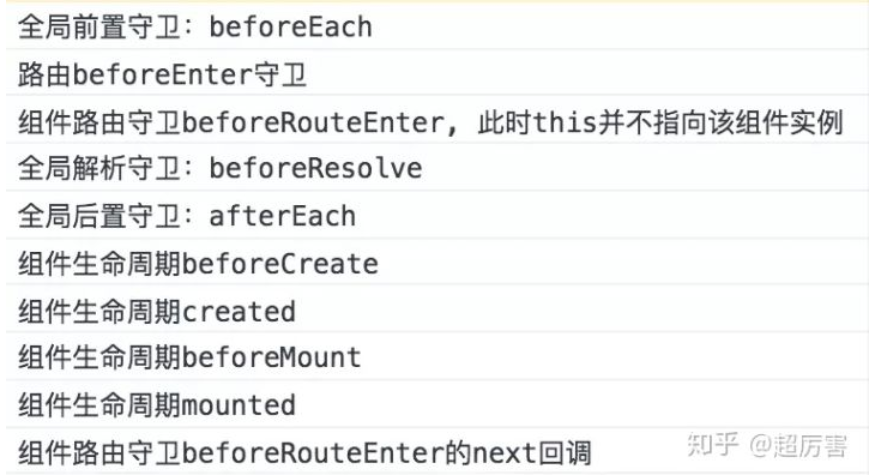 全局前置守卫：beforeEach
路由beforeEnter守卫
组件路由守卫beforeRouteEnter, 此时this并不指向该组件实例
全局解析守卫：beforeResolve
全局后置守卫：afterEach
组件生命周期beforeCreate
组件生命周期created
组件生命周期beforeMount
组件生命周期mounted
组件路由守卫beforeRouteEnter的next回调
知乎 @超厉害